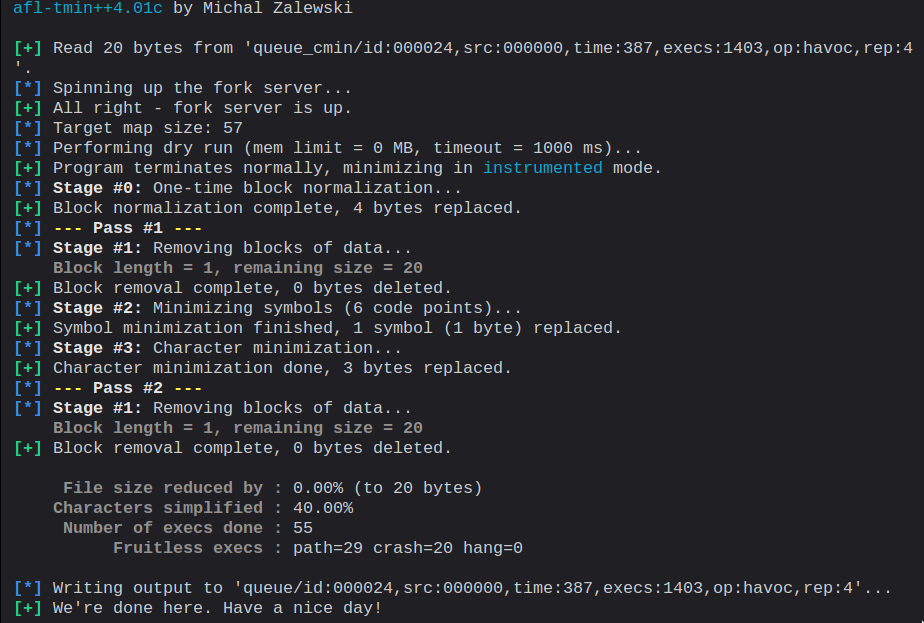 afl-tmin++4.01c by Michal Zalewski
[+] Read 20 bytes from 'queue_cmin/id:000024,src:000000,time:387,execs:1403,op:havoc,rep:4
'.
[*] Spinning up the fork server...
[+] All right - fork server is up.
[*] Target map size: 57
[*] Performing dry run (mem limit = 0 MB, timeout = 1000 ms)...
[+] Program terminates normally, minimizing in instrumented mode.
[*] Stage #0: One-time block normalization...
[+] Block normalization complete, 4 bytes replaced.
[*] --- Pass #1 ---
[*] Stage #1: Removing blocks of data...
Block length = 1, remaining size = 20
[+] Block removal complete, 0 bytes deleted.
[*] Stage #2: Minimizing symbols (6 code points)...
[+] Symbol minimization finished, 1 symbol (1 byte) replaced.
[*] Stage #3: Character minimization...
[+] Character minimization done, 3 bytes replaced.
[*] --- Pass #2 ---
[*] Stage #1: Removing blocks of data...
Block length = 1, remaining size = 20
[+] Block removal complete, 0 bytes deleted.
File size reduced by : 0.00% (to 20 bytes)
Characters simplified : 40.00%
Number of execs done : 55
Fruitless execs : path=29 crash=20 hang=0
[*] Writing output to 'queue/id:000024,src:000000,time:387,execs:1403,op:havoc,rep:4'...
[+] We're done here. Have a nice day!